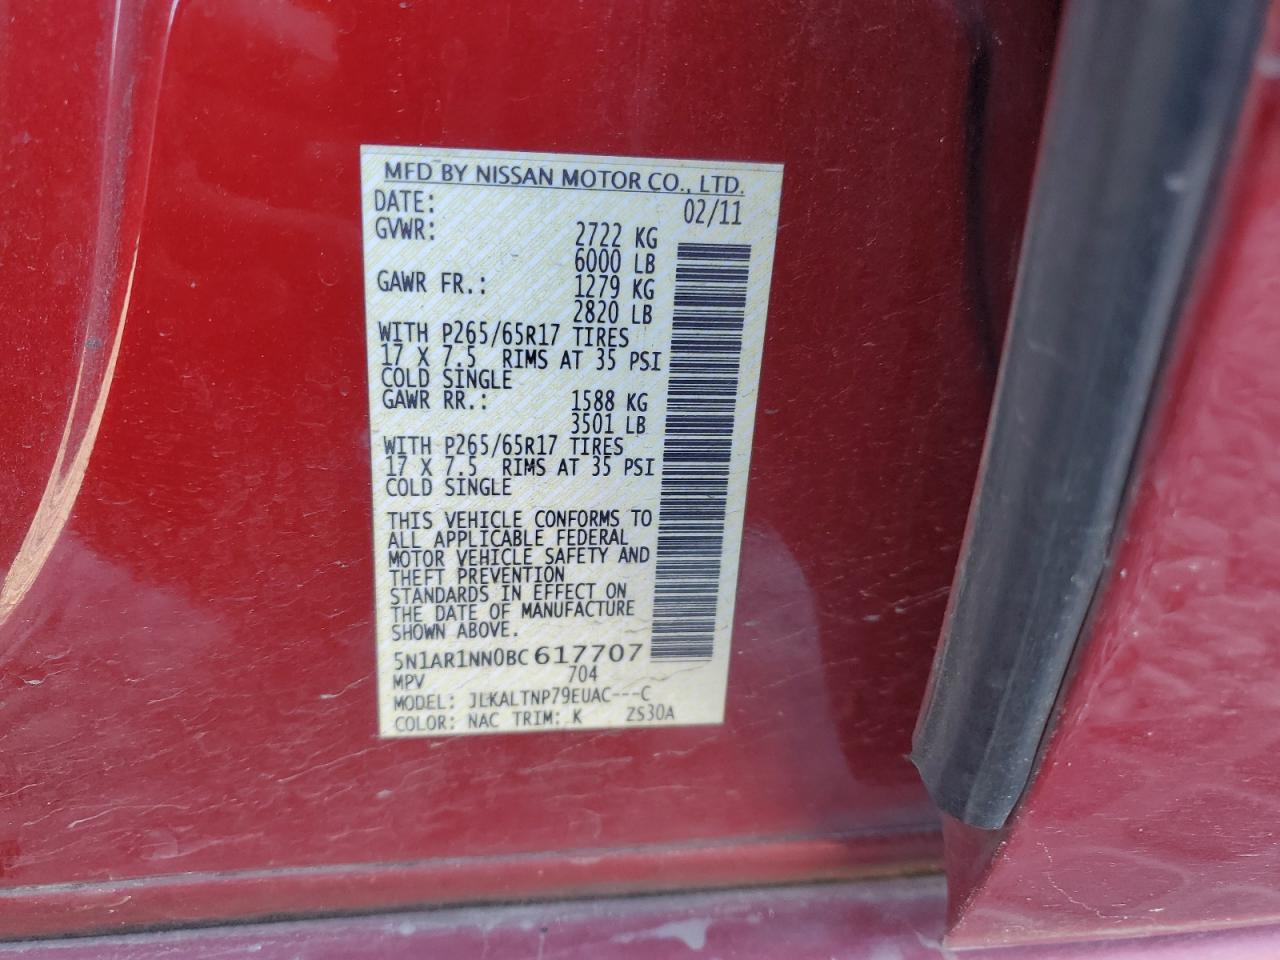 MFD BY NISSAN MOTOR CO., LTD.
DATE: 02/11
GVWR: 2722 KG
6000 LB
GAWR FR.: 1279 KG
2820 LB
WITH P265/65R17 TIRES
17 X 7.5 RIMS AT 35 PSI
COLD SINGLE
GAWR RR.: 1588 KG
3501 LB
WITH P265/65R17 TIRES
17 X 7.5 RIMS AT 35 PSI
COLD SINGLE
THIS VEHICLE CONFORMS TO
ALL APPLICABLE FEDERAL
MOTOR VEHICLE SAFETY AND
THEFT PREVENTION
STANDARDS IN EFFECT ON
THE DATE OF MANUFACTURE
SHOWN ABOVE.
5N1AR1NN0BC617707
MPV 704
MODEL: JLKALTNP79EUAC---C
COLOR: NAC TRIM: K ZS30A